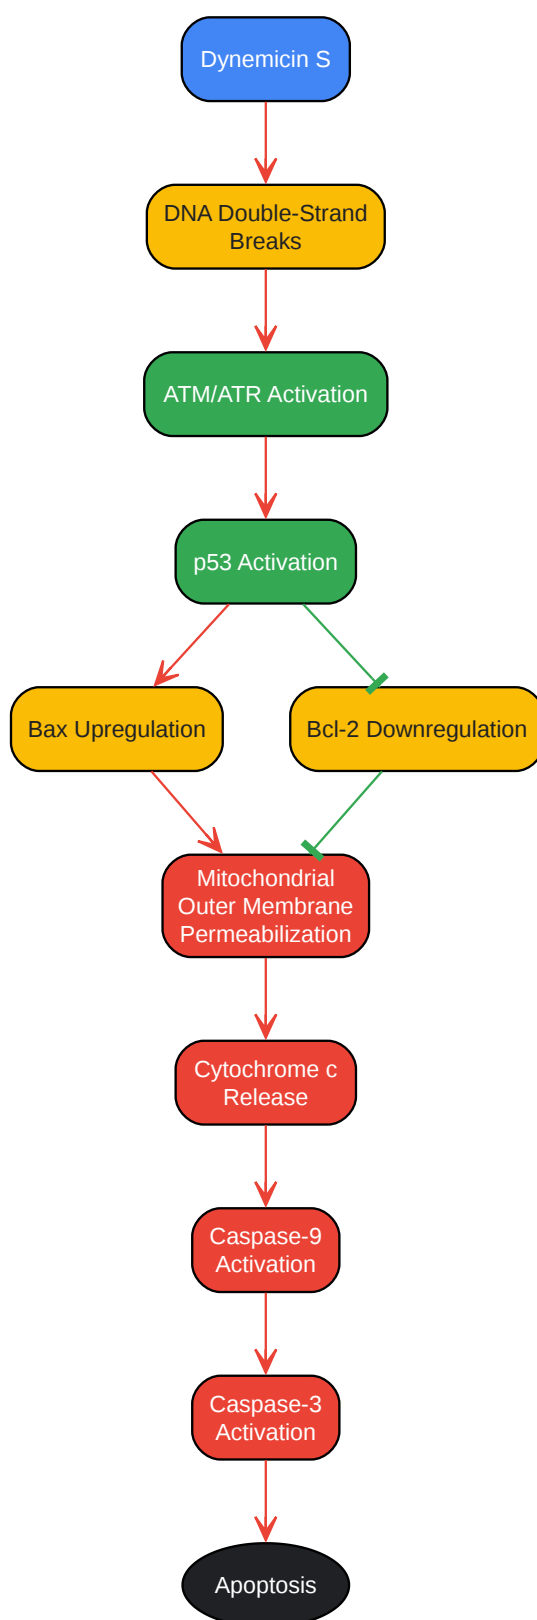 Dynemicin S
DNA Double-Strand
Breaks
ATM/ATR Activation
p53 Activation
Bax Upregulation
Bcl-2 Downregulation
Mitochondrial
Outer Membrane
Permeabilization
Cytochrome c
Release
Caspase-9
Activation
Caspase-3
Activation
Apoptosis